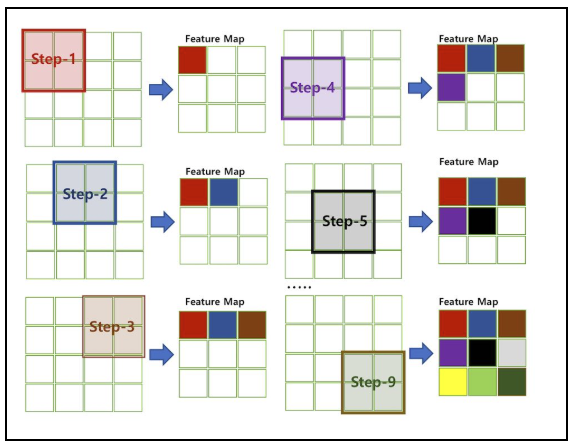 Feature Map
Step-1
Feature Map
Step-4
Feature Map
Step-2
Feature Map
Step-5
.....
Feature Map
Step-3
Feature Map
Step-9